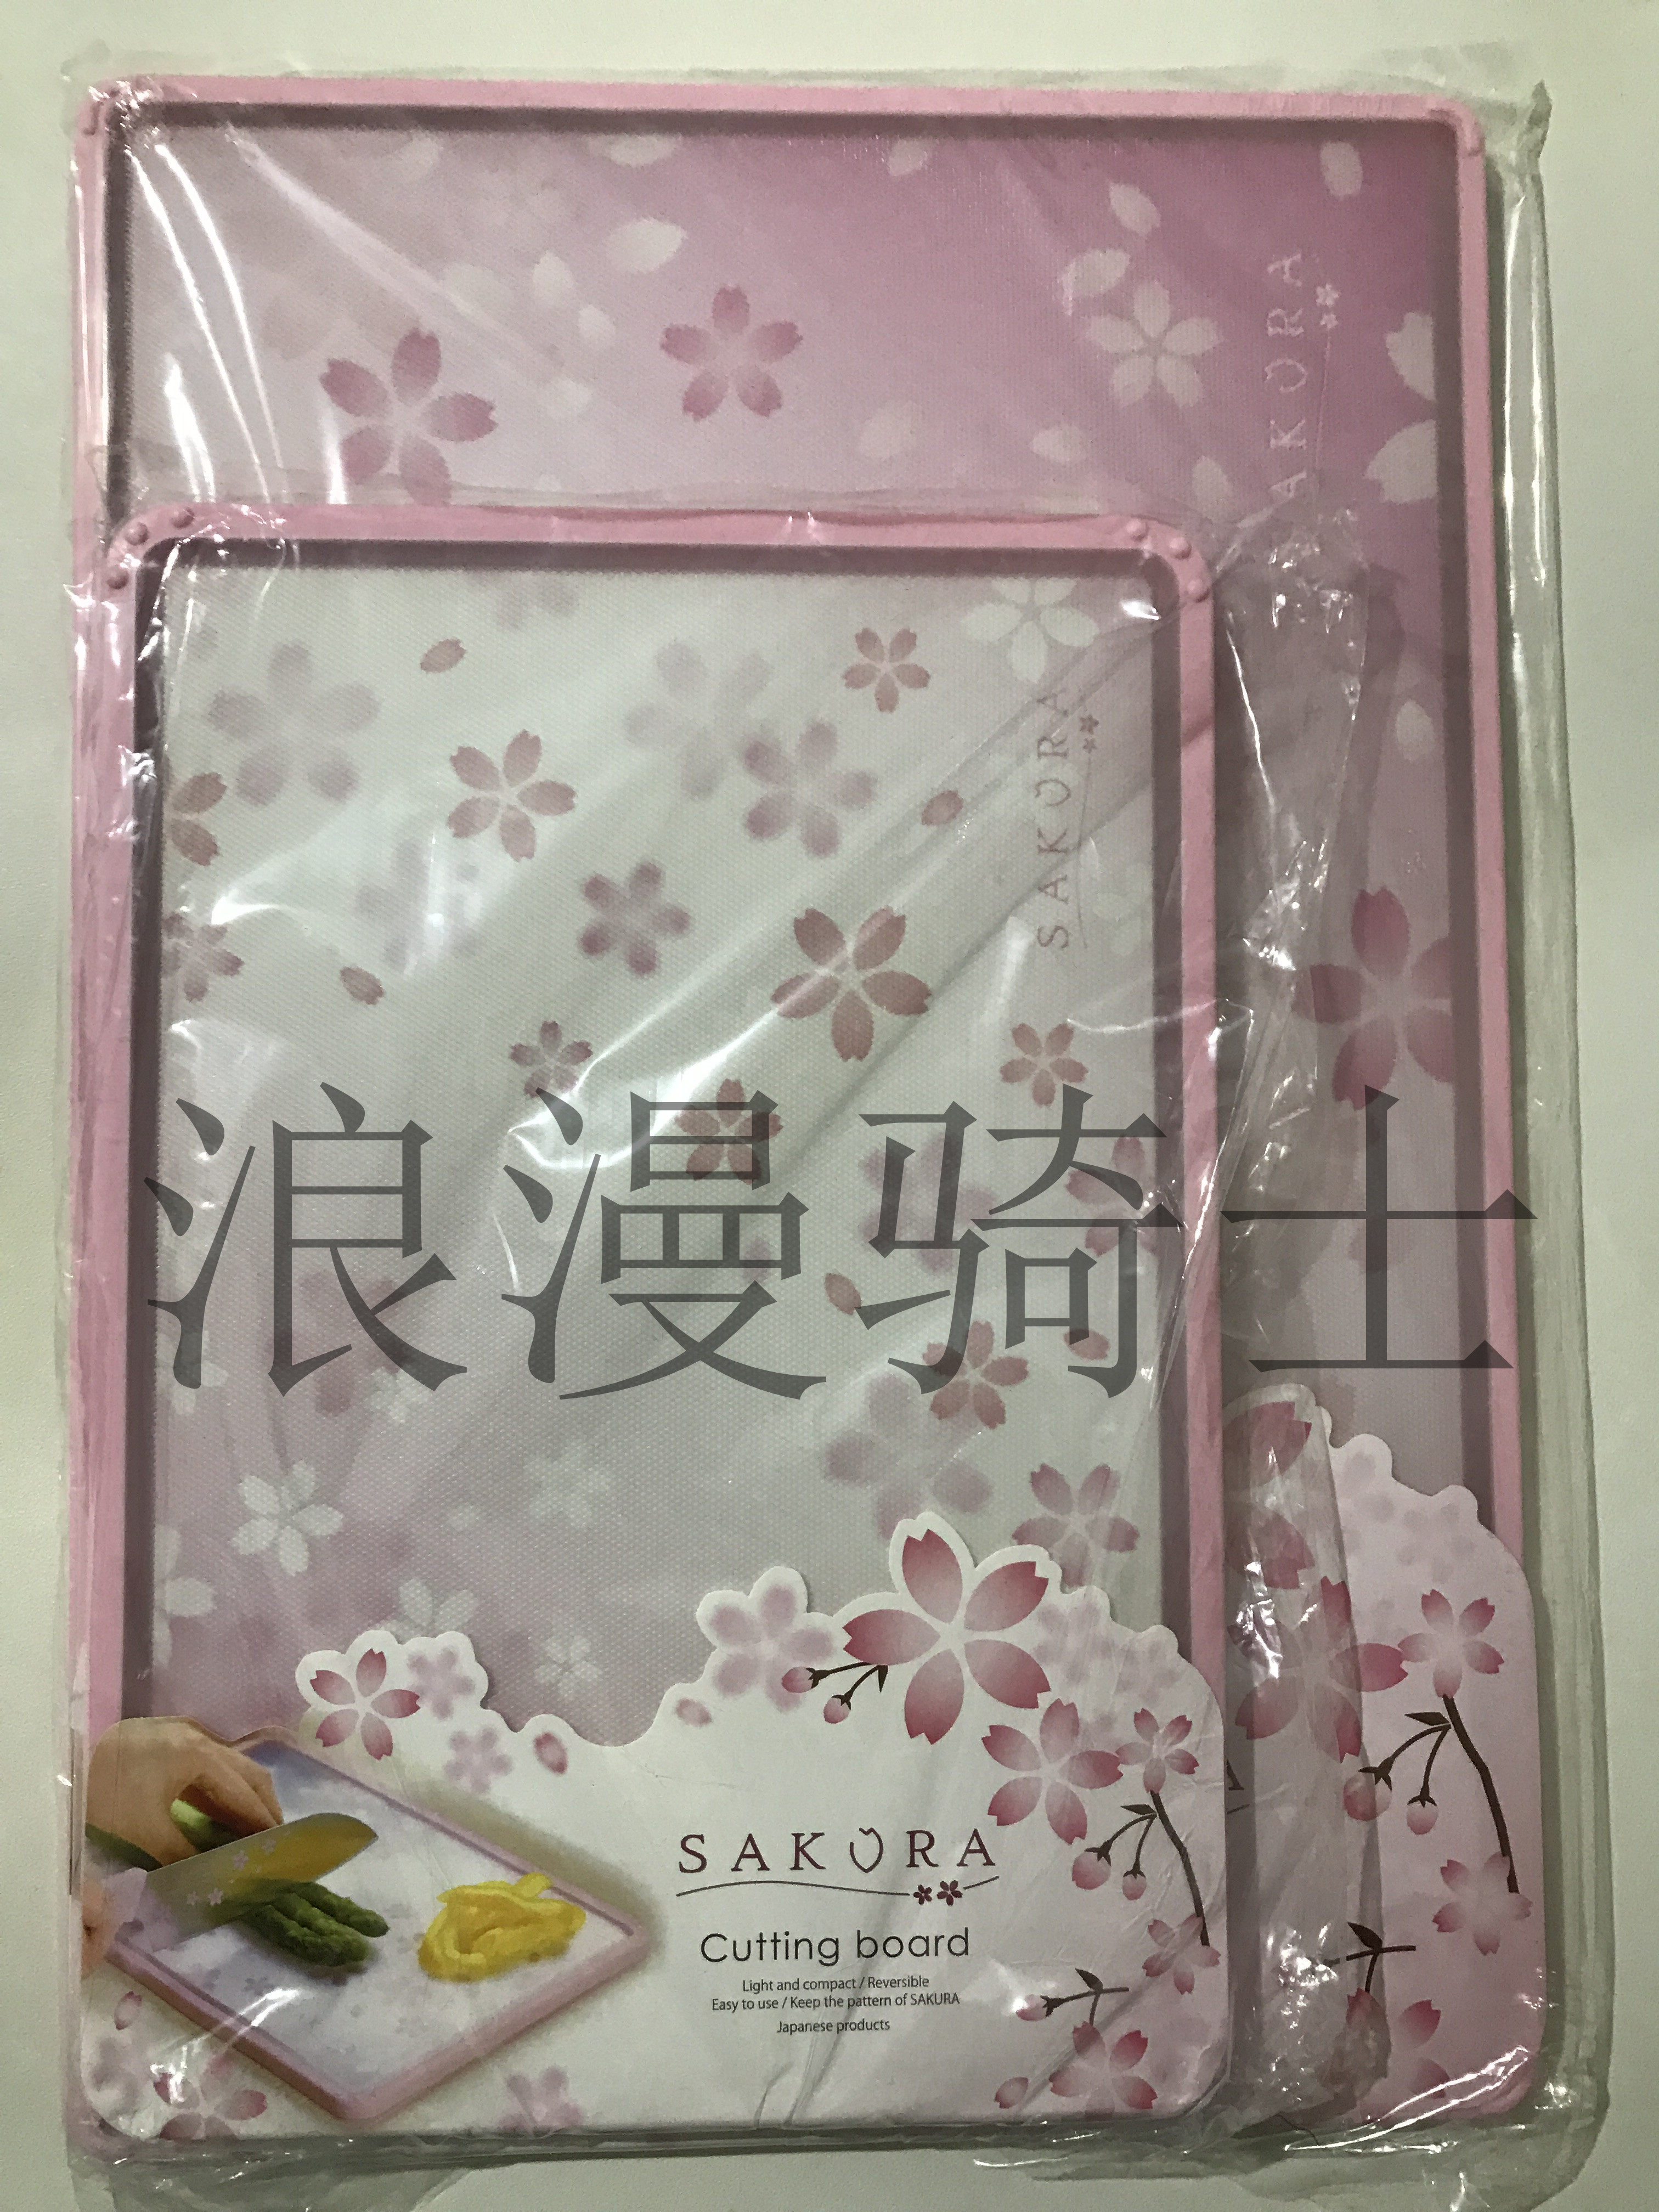 SAKURA
SAKURA
浪漫骑士
SAKURA
Cutting board
Light and compact / Reversible
Easy to use / Keep the pattern of SAKURA
Japanese products